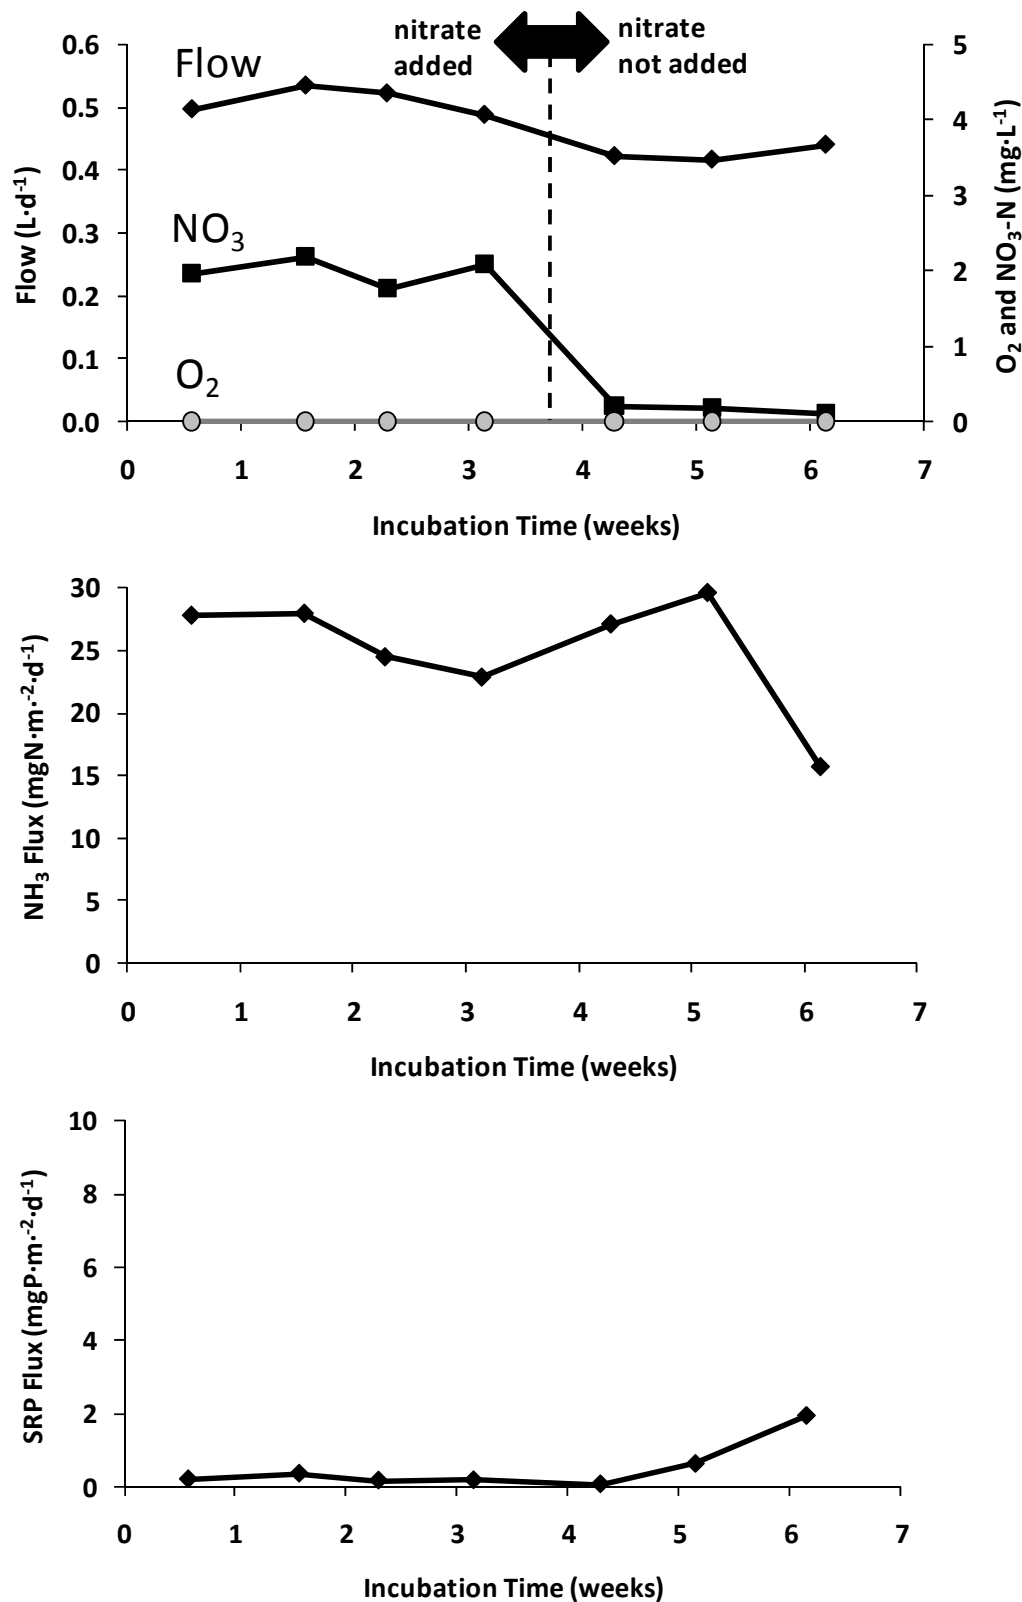 nitrate
added
nitrate
not added
Flow
NO₃
O₂
0.6
0.5
0.4
0.3
0.2
0.1
0.0
Flow (L·d⁻¹)
5
4
3
2
1
0
O₂ and NO₃-N (mg·L⁻¹)
0 1 2 3 4 5 6 7
Incubation Time (weeks)
30
25
20
15
10
5
0
NH₃ Flux (mgN·m·⁻²·d⁻¹)
0 1 2 3 4 5 6 7
Incubation Time (weeks)
10
8
6
4
2
0
SRP Flux (mgP·m·⁻²·d⁻¹)
0 1 2 3 4 5 6 7
Incubation Time (weeks)